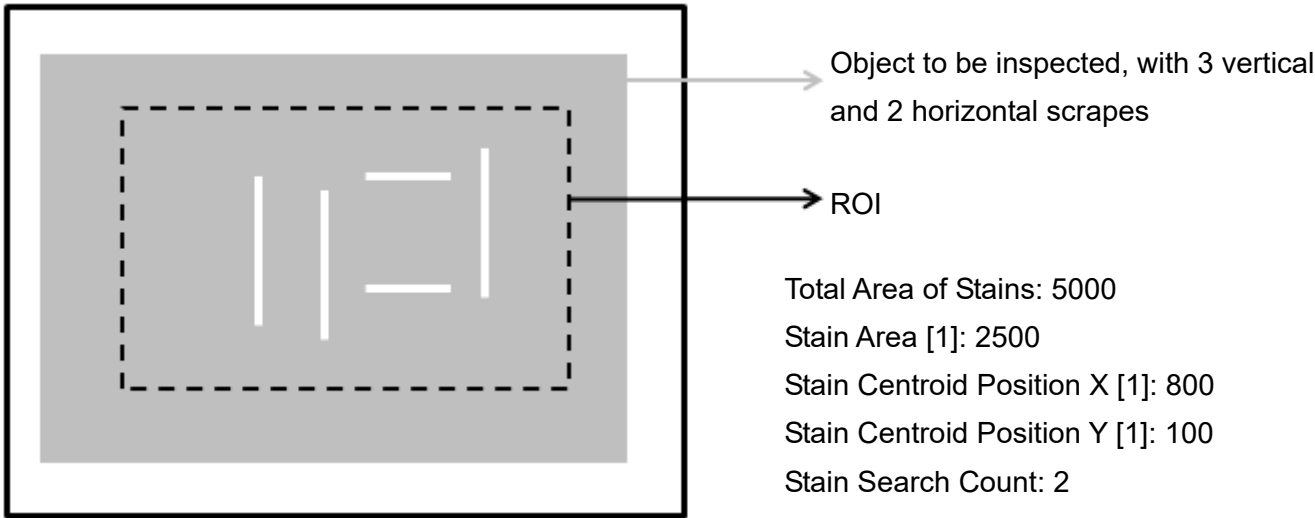 Object to be inspected, with 3 vertical
and 2 horizontal scrapes
ROI
Total Area of Stains: 5000
Stain Area [1]: 2500
Stain Centroid Position X [1]: 800
Stain Centroid Position Y [1]: 100
Stain Search Count: 2